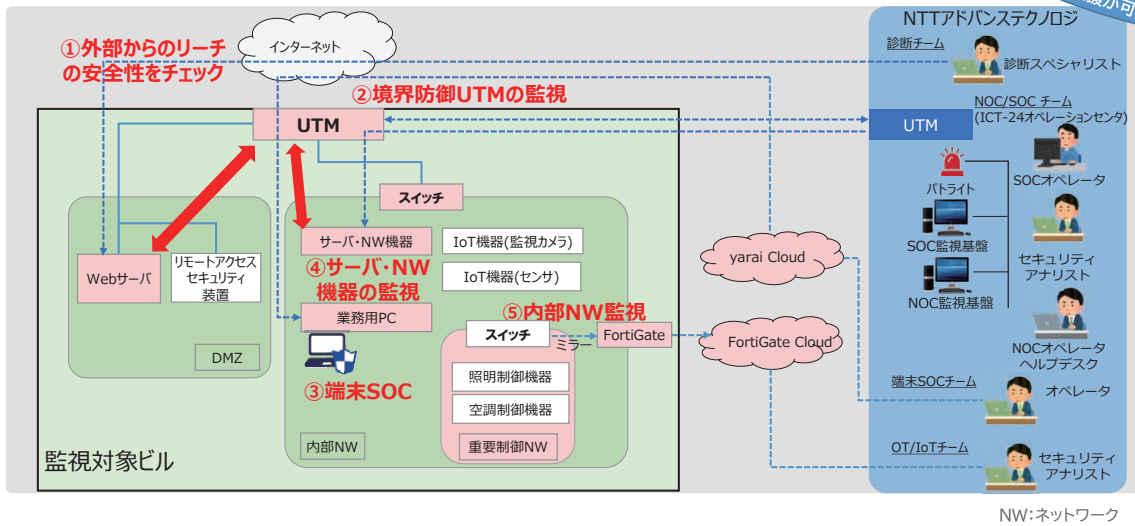 NTTアドバンステクノロジ
①外部からのリーチ
の安全性をチェック
インターネット
診断チーム
診断スペシャリスト
②境界防御UTMの監視
UTM
UTM
NOC/SOC チーム
(ICT-24オペレーションセンタ)
パトライト
SOCオペレータ
SOC監視基盤
セキュリティ
アナリスト
NOC監視基盤
NOCオペレータ
ヘルプデスク
スイッチ
サーバ・NW機器
IoT機器(監視カメラ)
④サーバ・NW
機器の監視
IoT機器(センサ)
Webサーバ
リモートアクセス
セキュリティ
装置
DMZ
業務用PC
③端末SOC
⑤内部NW監視
スイッチ
ミラー
FortiGate
照明制御機器
空調制御機器
重要制御NW
内部NW
監視対象ビル
yarai Cloud
FortiGate Cloud
端末SOCチーム
オペレータ
OT/IoTチーム
セキュリティ
アナリスト
NW:ネットワーク